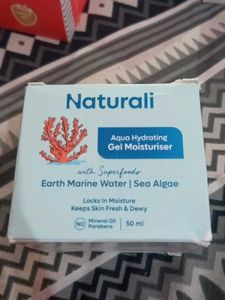 Naturali
Aqua Hydrating
Gel Moisturiser
with Superfoods
Earth Marine Water | Sea Algae
Locks In Moisture
Keeps Skin Fresh & Dewy
NO Mineral Oil
Parabens
50 ml